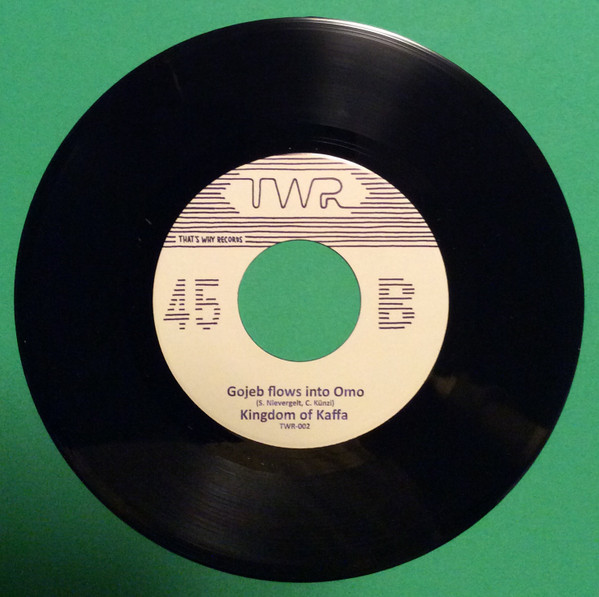 TWR
THAT'S WHY RECORDS
45 B
Gojeb flows into Omo
(S. Nievergelt, C. Künzi)
Kingdom of Kaffa
TWR-002